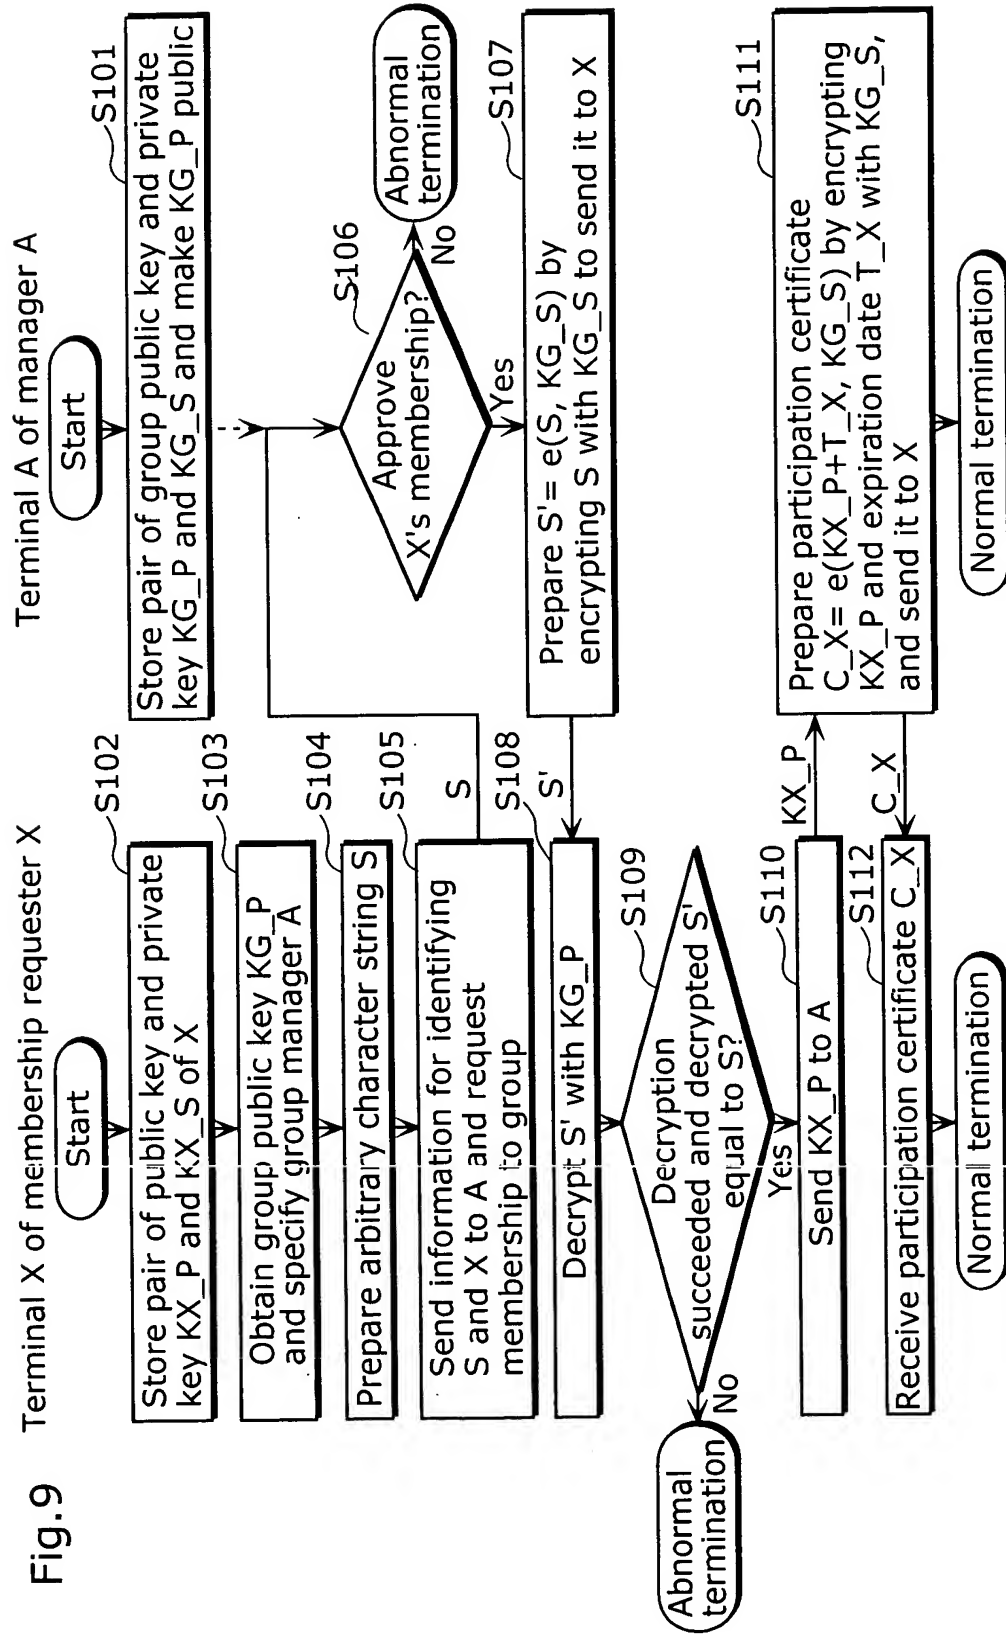 Fig.9
Terminal X of membership requester X
Start
S102
Store pair of public key and private
key KX_P and KX_S of X
S103
Obtain group public key KG_P
and specify group manager A
S104
Prepare arbitrary character string S
S105
Send information for identifying
S and X to A and request
membership to group
S
S108
S'
Decrypt S' with KG_P
S109
Decryption
succeeded and decrypted S'
equal to S?
No
Abnormal
termination
Yes
S110
KX_P
Send KX_P to A
S112
C_X
Receive participation certificate C_X
Normal termination
Terminal A of manager A
Start
S101
Store pair of group public key and private
key KG_P and KG_S and make KG_P public
S106
Approve
X's membership?
No
Abnormal
termination
Yes
S107
Prepare S'= e(S, KG_S) by
encrypting S with KG_S to send it to X
S111
Prepare participation certificate
C_X= e(KX_P+T_X, KG_S) by encrypting
KX_P and expiration date T_X with KG_S,
and send it to X
Normal termination